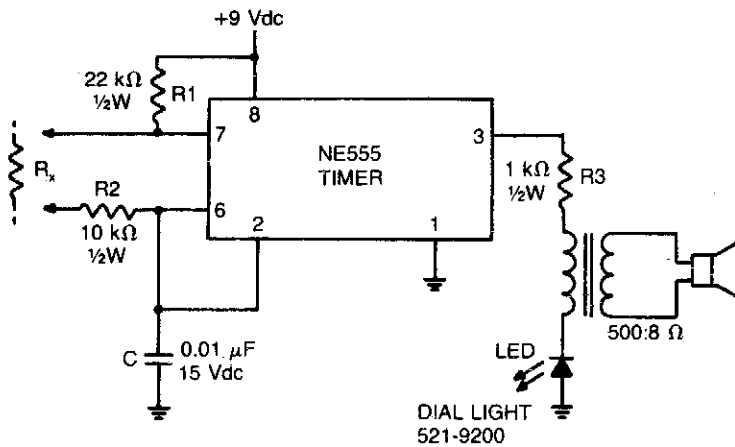 +9 Vdc
22 kΩ
½W
R1
8
7
Rx
R2
10 kΩ
½W
6
2
NE555
TIMER
3
1
1 kΩ
½W
R3
C
0.01 µF
15 Vdc
500:8 Ω
LED
DIAL LIGHT
521-9200